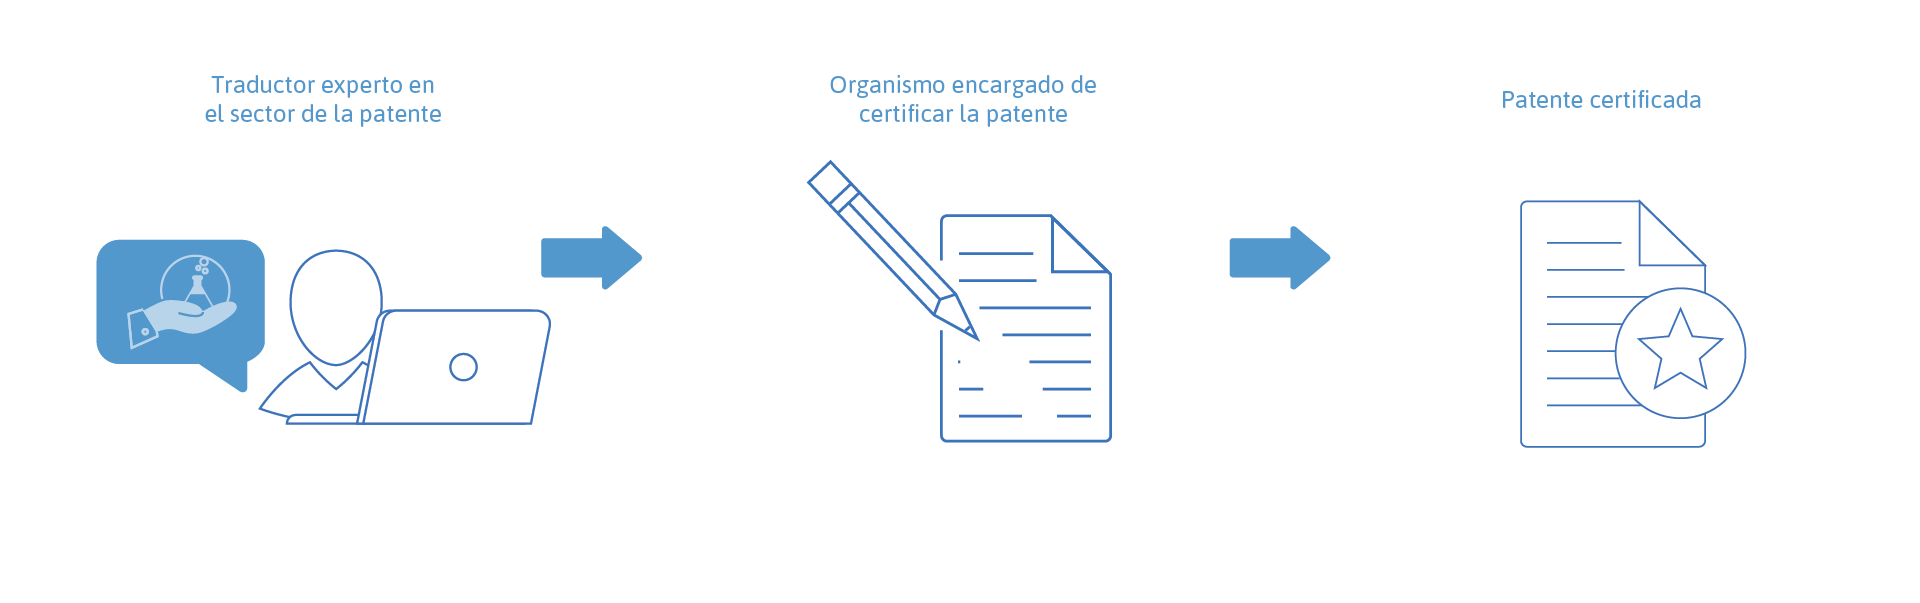 Traductor experto en
el sector de la patente
Organismo encargado de
certificar la patente
Patente certificada